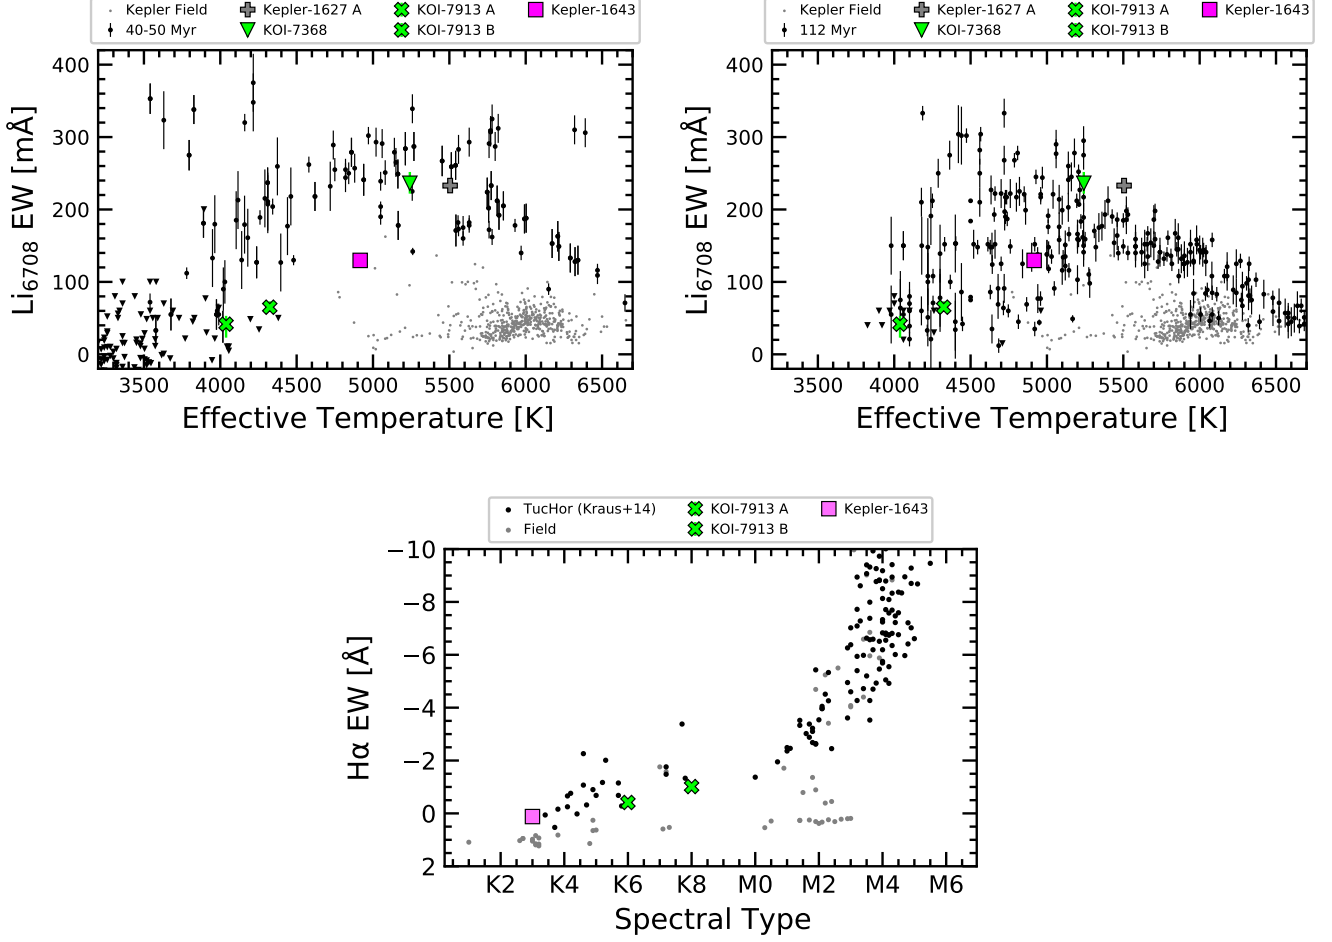 Kepler Field
Kepler-1627 A
KOI-7913 A
Kepler-1643
40-50 Myr
KOI-7368
KOI-7913 B
400
300
200
100
0
Li6708 EW [mÅ]
3500 4000 4500 5000 5500 6000 6500
Effective Temperature [K]
Kepler Field
Kepler-1627 A
KOI-7913 A
Kepler-1643
112 Myr
KOI-7368
KOI-7913 B
400
300
200
100
0
Li6708 EW [mÅ]
3500 4000 4500 5000 5500 6000 6500
Effective Temperature [K]
TucHor (Kraus+14)
KOI-7913 A
Kepler-1643
Field
KOI-7913 B
−10
−8
−6
−4
−2
0
2
Hα EW [Å]
K2 K4 K6 K8 M0 M2 M4 M6
Spectral Type